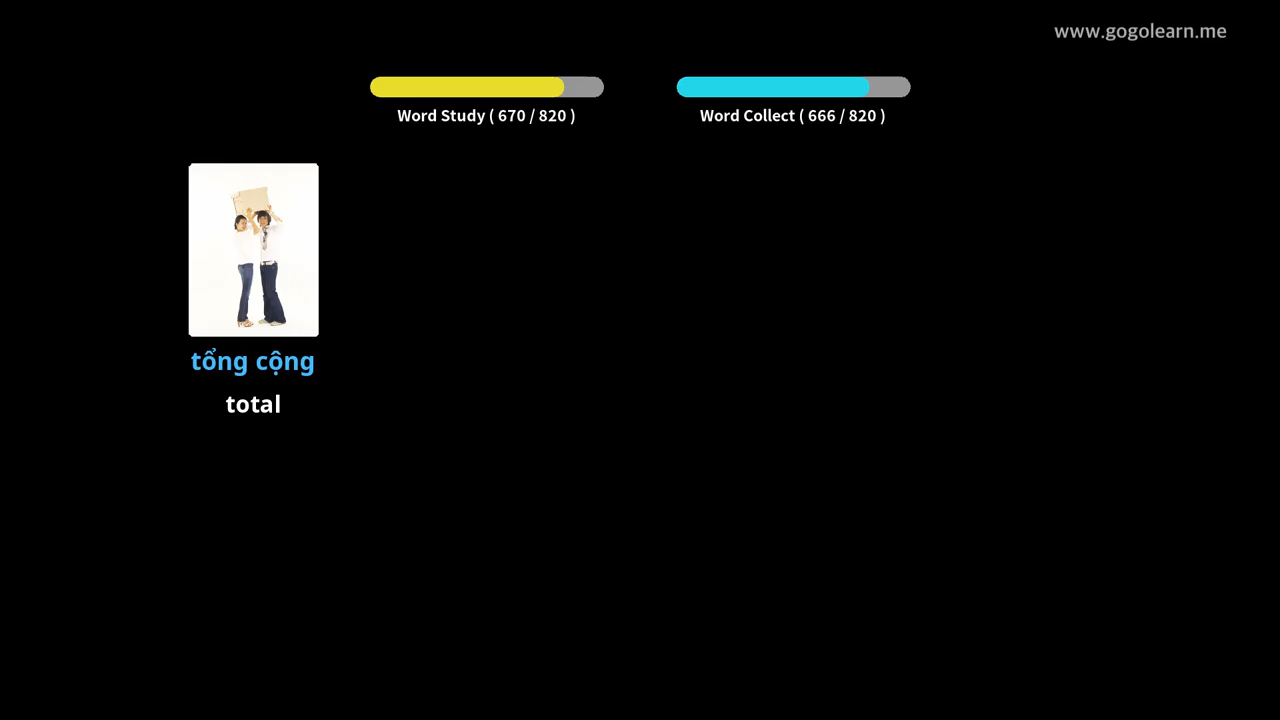 www.gogolearn.me
Word Study ( 670 / 820 )
Word Collect ( 666 / 820 )
tổng cộng
total